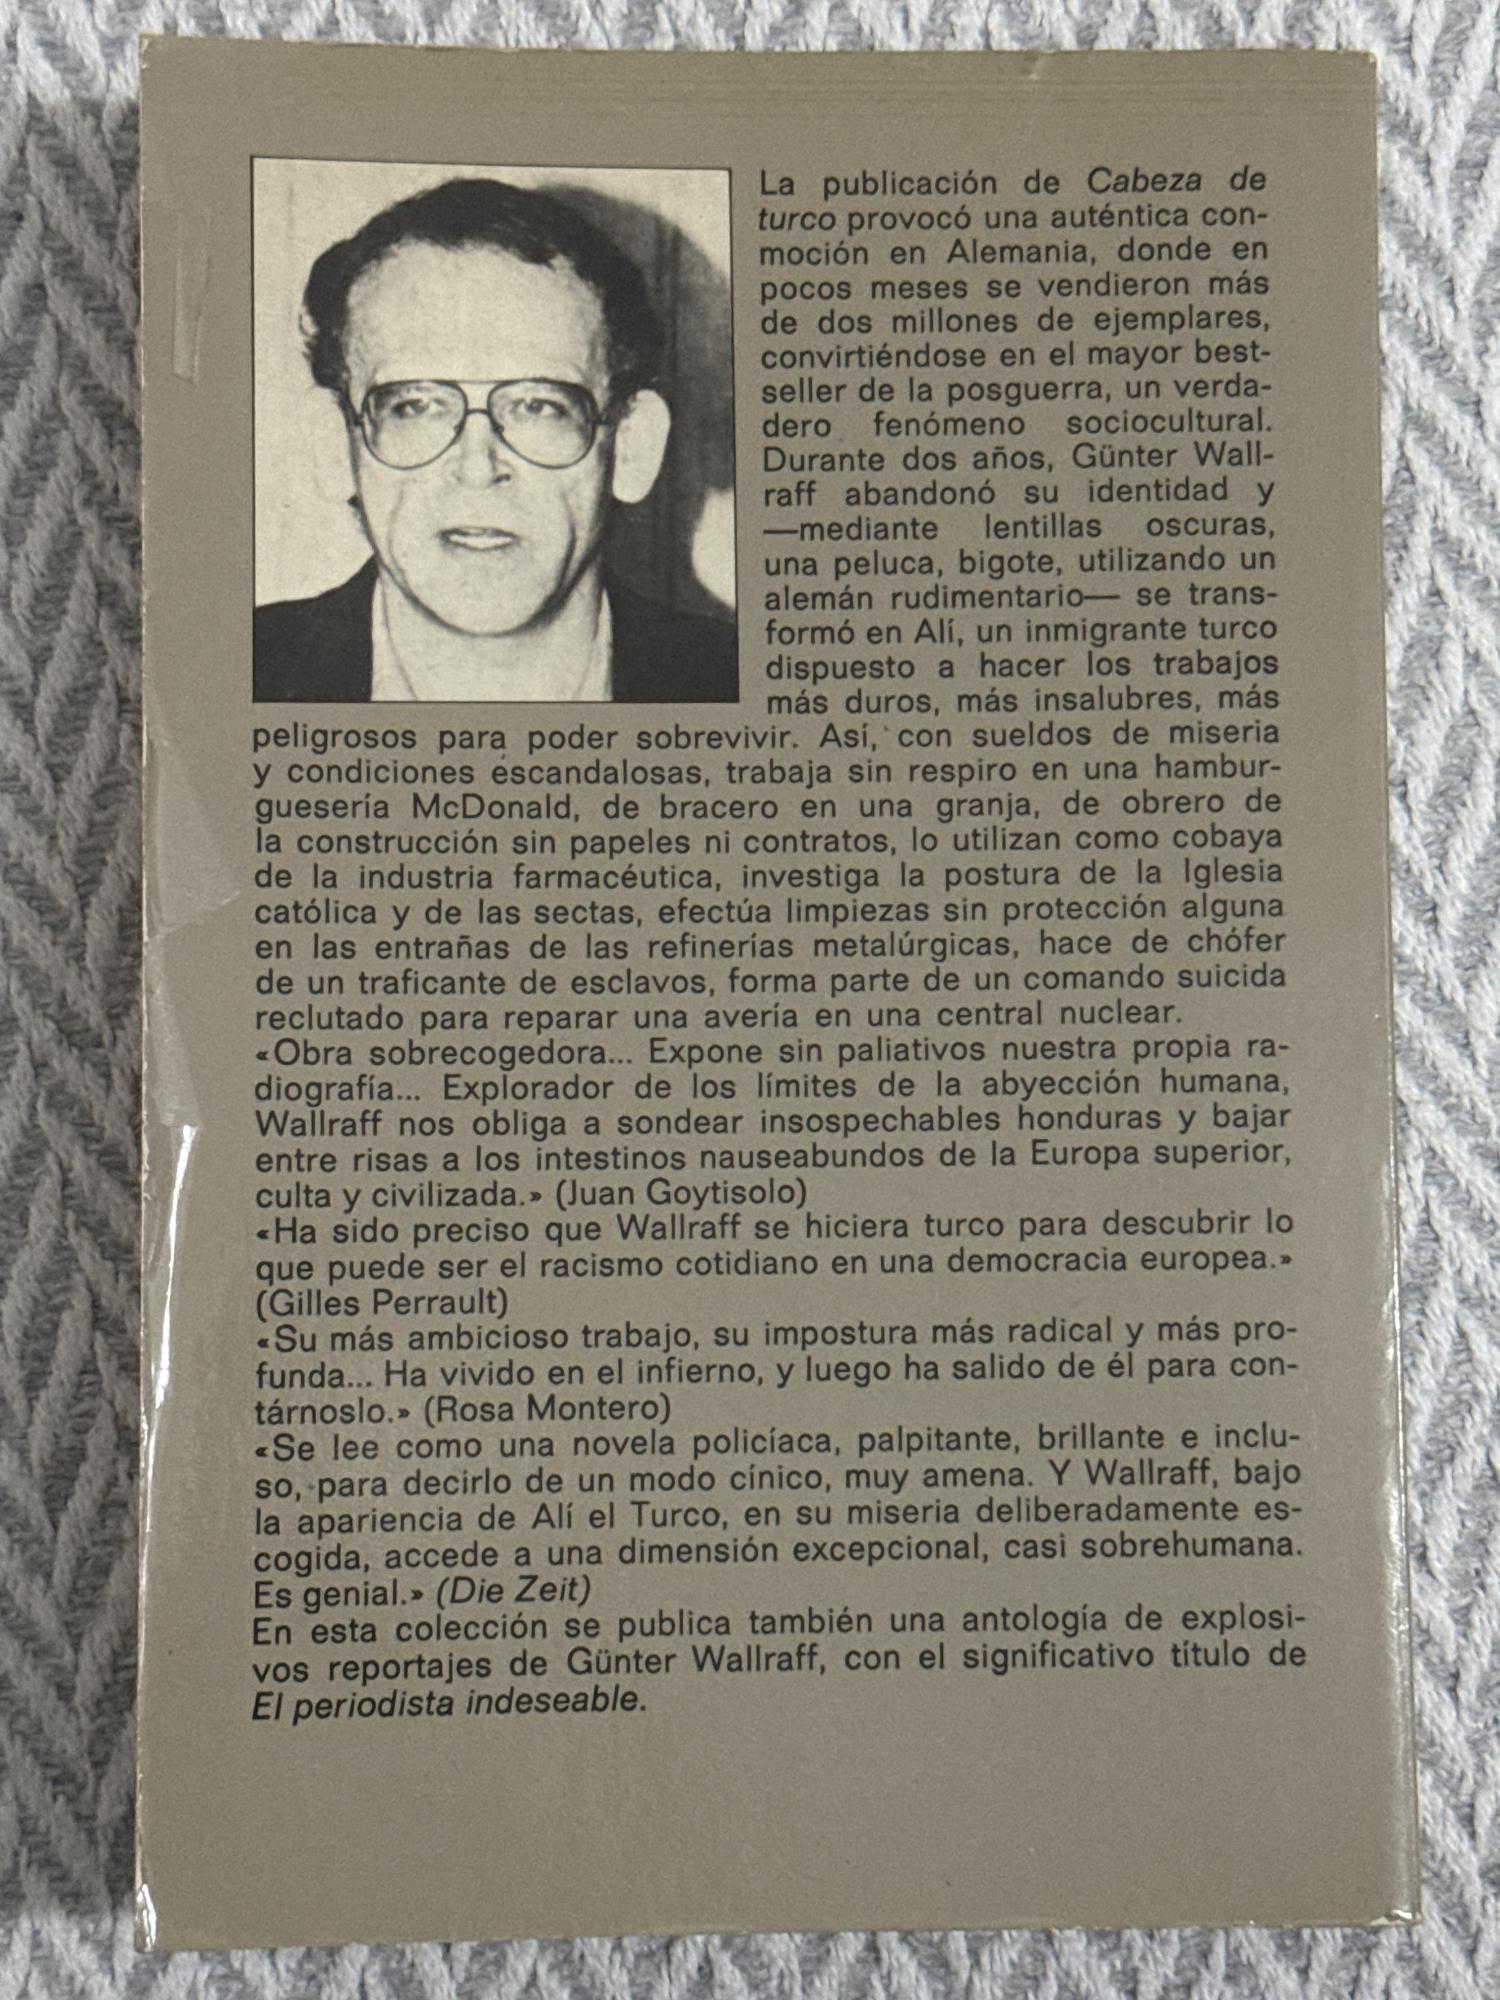 La publicación de Cabeza de
turco provocó una auténtica con-
moción en Alemania, donde en
pocos meses se vendieron más
de dos millones de ejemplares,
convirtiéndose en el mayor best-
seller de la posguerra, un verda-
dero fenómeno sociocultural.
Durante dos años, Günter Wall-
raff abandonó su identidad y
—mediante lentillas oscuras,
una peluca, bigote, utilizando un
alemán rudimentario— se trans-
formó en Alí, un inmigrante turco
dispuesto a hacer los trabajos
más duros, más insalubres, más
peligrosos para poder sobrevivir. Así, con sueldos de miseria
y condiciones escandalosas, trabaja sin respiro en una hambur-
guesería McDonald, de bracero en una granja, de obrero de
la construcción sin papeles ni contratos, lo utilizan como cobaya
de la industria farmacéutica, investiga la postura de la Iglesia
católica y de las sectas, efectúa limpiezas sin protección alguna
en las entrañas de las refinerías metalúrgicas, hace de chófer
de un traficante de esclavos, forma parte de un comando suicida
reclutado para reparar una avería en una central nuclear.
«Obra sobrecogedora... Expone sin paliativos nuestra propia ra-
diografía... Explorador de los límites de la abyección humana,
Wallraff nos obliga a sondear insospechables honduras y bajar
entre risas a los intestinos nauseabundos de la Europa superior,
culta y civilizada.» (Juan Goytisolo)
«Ha sido preciso que Wallraff se hiciera turco para descubrir lo
que puede ser el racismo cotidiano en una democracia europea.»
(Gilles Perrault)
«Su más ambicioso trabajo, su impostura más radical y más pro-
funda... Ha vivido en el infierno, y luego ha salido de él para con-
tárnoslo.» (Rosa Montero)
«Se lee como una novela policíaca, palpitante, brillante e inclu-
so, para decirlo de un modo cínico, muy amena. Y Wallraff, bajo
la apariencia de Alí el Turco, en su miseria deliberadamente es-
cogida, accede a una dimensión excepcional, casi sobrehumana.
Es genial.» (Die Zeit)
En esta colección se publica también una antología de explosi-
vos reportajes de Günter Wallraff, con el significativo título de
El periodista indeseable.